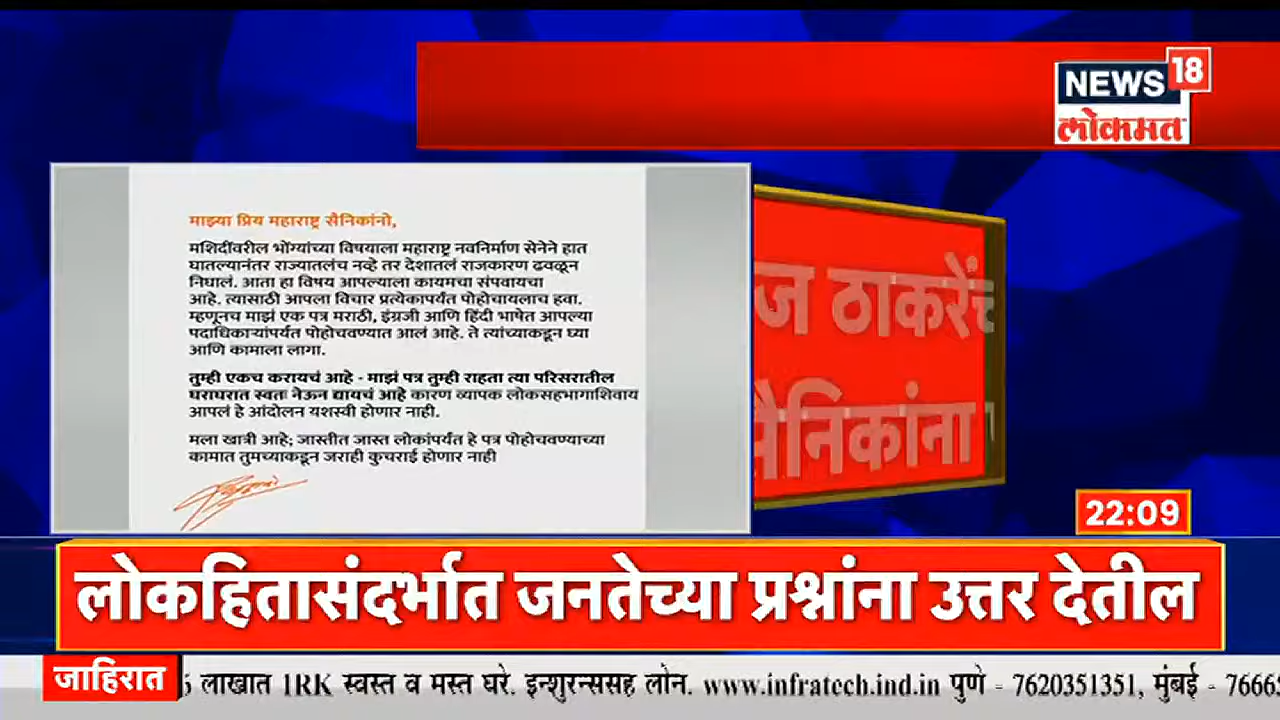 NEWS 18
लोकमत
माझ्या प्रिय महाराष्ट्र सैनिकांनो,
मशिदींवरील भोंग्यांच्या विषयाला महाराष्ट्र नवनिर्माण सेनेने हात
घातल्यानंतर राज्यातलंच नव्हे तर देशातलं राजकारण ढवळून
निघालं. आता हा विषय आपल्याला कायमचा संपवायचा
आहे. त्यासाठी आपला विचार प्रत्येकापर्यंत पोहोचायलाच हवा.
म्हणूनच माझं एक पत्र मराठी, इंग्रजी आणि हिंदी भाषेत आपल्या
पदाधिकाऱ्यांपर्यंत पोहोचवण्यात आलं आहे. ते त्यांच्याकडून घ्या
आणि कामाला लागा.
तुम्ही एकच करायचं आहे - माझं पत्र तुम्ही राहता त्या परिसरातील
घराघरात स्वतः नेऊन द्यायचं आहे कारण व्यापक लोकसहभागाशिवाय
आपलं हे आंदोलन यशस्वी होणार नाही.
मला खात्री आहे; जास्तीत जास्त लोकांपर्यंत हे पत्र पोहोचवण्याच्या
कामात तुमच्याकडून जराही कुचराई होणार नाही
ज ठाकरेंच
सैनिकांना
22:09
लोकहितासंदर्भात जनतेच्या प्रश्नांना उत्तर देतील
जाहिरात
लाखात 1RK स्वस्त व मस्त घरे. इन्शुरन्ससह लोन. www.infratech.ind.in पुणे - 7620351351, मुंबई - 7666